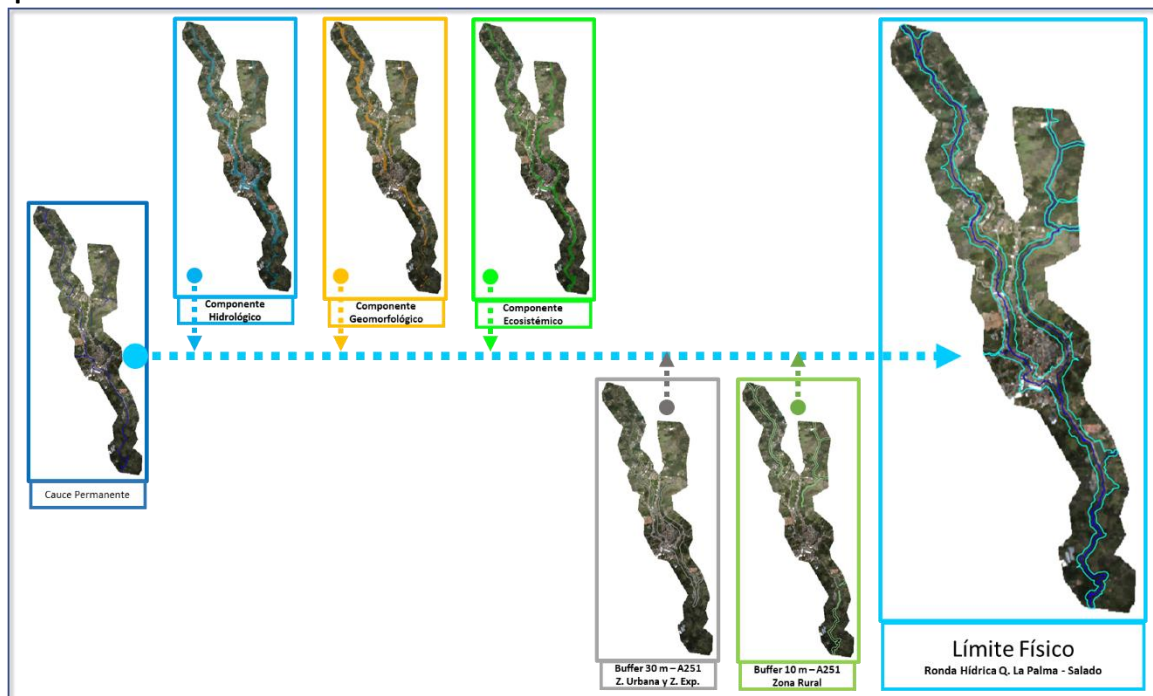 Componente
Hidrológico
Componente
Geomorfológico
Componente
Ecosistémico
Cauce Permanente
Buffer 30 m – A251
Z. Urbana y Z. Exp.
Buffer 10 m – A251
Zona Rural
Límite Físico
Ronda Hídrica Q. La Palma - Salado